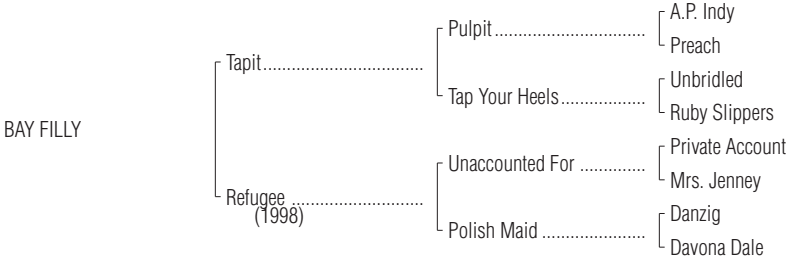 A.P. Indy
Pulpit................................
Preach
Tapit..................................
Unbridled
Tap Your Heels..................
Ruby Slippers
BAY FILLY
Private Account
Unaccounted For ..............
Mrs. Jenney
Refugee ............................
(1998)
Danzig
Polish Maid ......................
Davona Dale